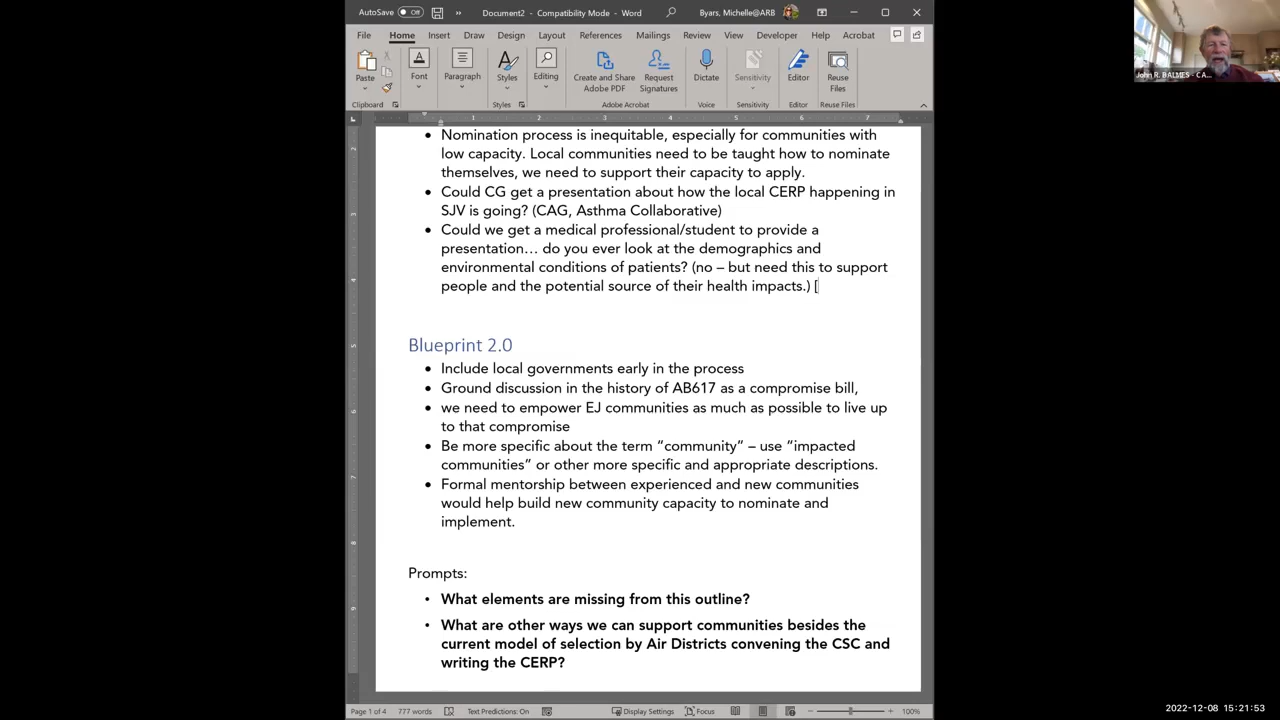 AutoSave Off Document2 - Compatibility Mode - Word Byars, Michelle@ARB
File Home Insert Draw Design Layout References Mailings Review View Developer Help Acrobat
Paste Font Paragraph Styles Editing Create and Share Adobe PDF Request Signatures Dictate Sensitivity Editor Reuse Files
Clipboard Styles Adobe Acrobat Voice Sensitivity Editor Reuse Files
1 2 3 4 5 6 7
• Nomination process is inequitable, especially for communities with
low capacity. Local communities need to be taught how to nominate
themselves, we need to support their capacity to apply.
• Could CG get a presentation about how the local CERP happening in
SJV is going? (CAG, Asthma Collaborative)
• Could we get a medical professional/student to provide a
presentation… do you ever look at the demographics and
environmental conditions of patients? (no – but need this to support
people and the potential source of their health impacts.) [
Blueprint 2.0
• Include local governments early in the process
• Ground discussion in the history of AB617 as a compromise bill,
• we need to empower EJ communities as much as possible to live up
to that compromise
• Be more specific about the term “community” – use “impacted
communities” or other more specific and appropriate descriptions.
• Formal mentorship between experienced and new communities
would help build new community capacity to nominate and
implement.
Prompts:
• What elements are missing from this outline?
• What are other ways we can support communities besides the
current model of selection by Air Districts convening the CSC and
writing the CERP?
Page 1 of 4 777 words Text Predictions: On Display Settings Focus 100%
John R. BALMES - CA...
2022-12-08 15:21:53